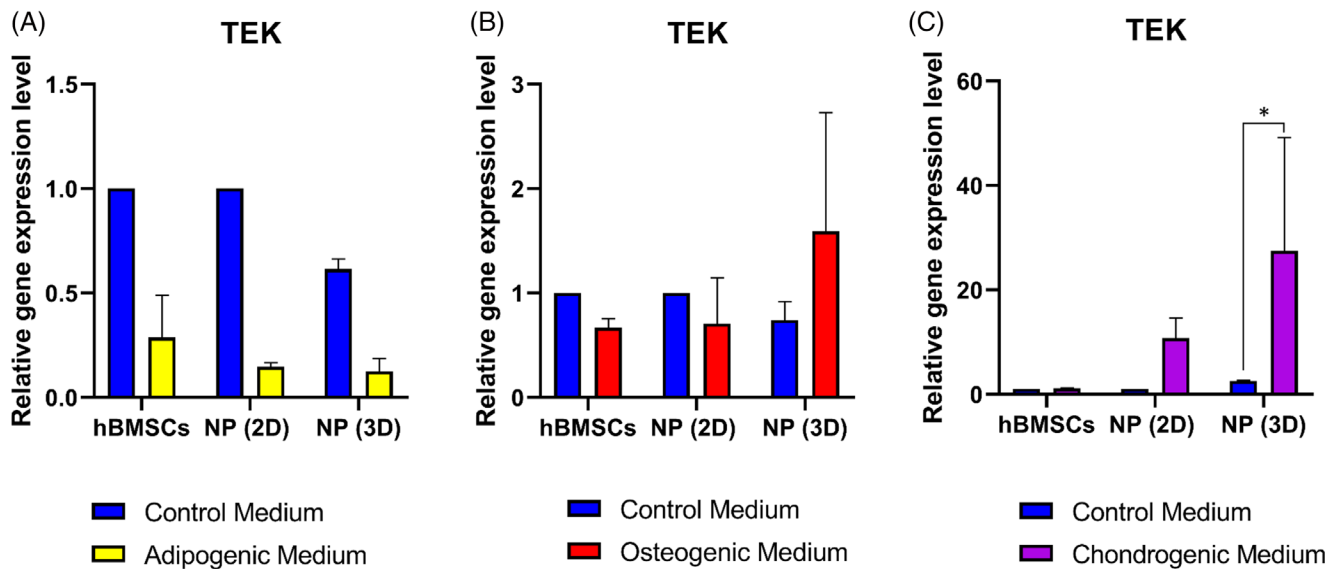 (A)
TEK
Relative gene expression level
1.5
1.0
0.5
0.0
hBMSCs NP (2D) NP (3D)
Control Medium
Adipogenic Medium
(B)
TEK
Relative gene expression level
3
2
1
0
hBMSCs NP (2D) NP (3D)
Control Medium
Osteogenic Medium
(C)
TEK
Relative gene expression level
60
40
20
0
*
hBMSCs NP (2D) NP (3D)
Control Medium
Chondrogenic Medium